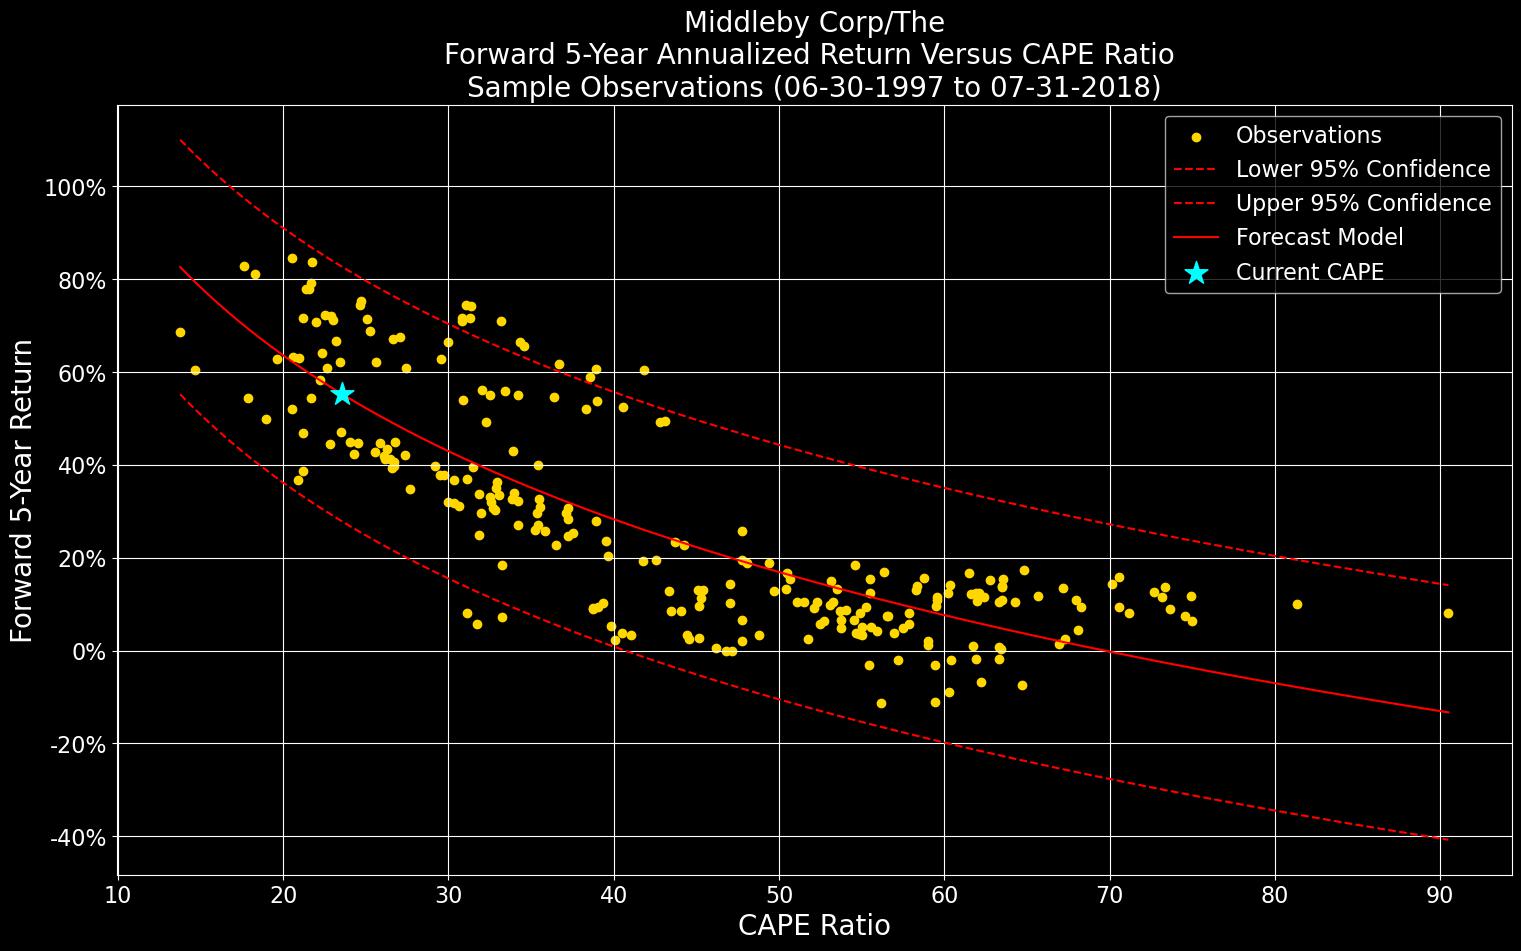 Middleby Corp/The
Forward 5-Year Annualized Return Versus CAPE Ratio
Sample Observations (06-30-1997 to 07-31-2018)
Observations
Lower 95% Confidence
Upper 95% Confidence
Forecast Model
Current CAPE
Forward 5-Year Return
100%
80%
60%
40%
20%
0%
-20%
-40%
10 20 30 40 50 60 70 80 90
CAPE Ratio